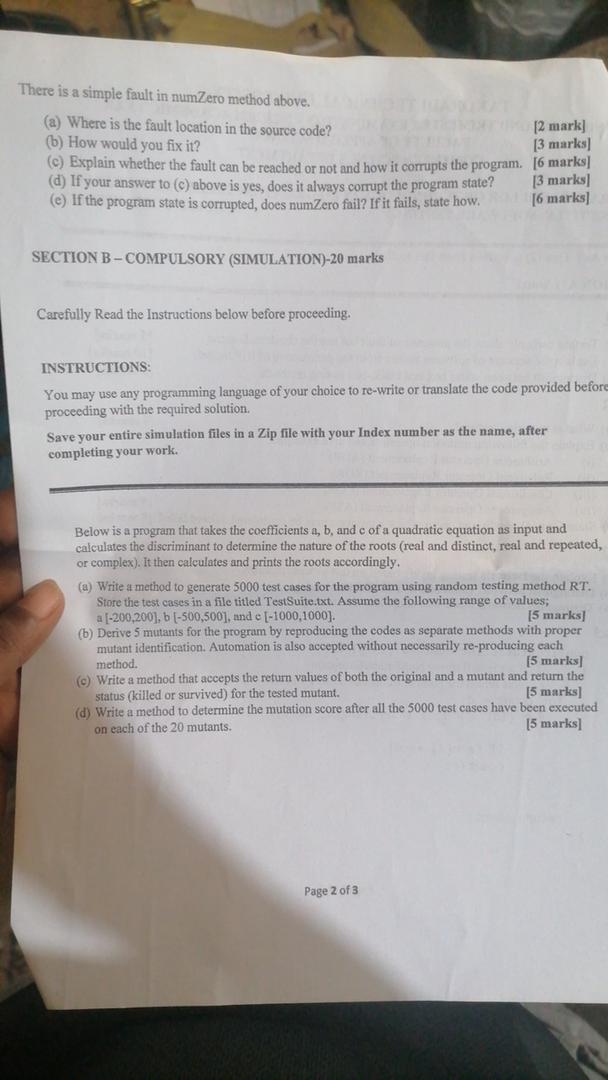 There is a simple fault in numZero method above.
(a) Where is the fault location in the source code? [2 mark]
(b) How would you fix it? [3 marks]
(c) Explain whether the fault can be reached or not and how it corrupts the program. [6 marks]
(d) If your answer to (c) above is yes, does it always corrupt the program state? [3 marks]
(e) If the program state is corrupted, does numZero fail? If it fails, state how. [6 marks]
SECTION B – COMPULSORY (SIMULATION)-20 marks
Carefully Read the Instructions below before proceeding.
INSTRUCTIONS:
You may use any programming language of your choice to re-write or translate the code provided before
proceeding with the required solution.
Save your entire simulation files in a Zip file with your Index number as the name, after
completing your work.
Below is a program that takes the coefficients a, b, and c of a quadratic equation as input and
calculates the discriminant to determine the nature of the roots (real and distinct, real and repeated,
or complex). It then calculates and prints the roots accordingly.
(a) Write a method to generate 5000 test cases for the program using random testing method RT.
Store the test cases in a file titled TestSuite.txt. Assume the following range of values;
a [-200,200], b [-500,500], and c [-1000,1000]. [5 marks]
(b) Derive 5 mutants for the program by reproducing the codes as separate methods with proper
mutant identification. Automation is also accepted without necessarily re-producing each
method. [5 marks]
(c) Write a method that accepts the return values of both the original and a mutant and return the
status (killed or survived) for the tested mutant. [5 marks]
(d) Write a method to determine the mutation score after all the 5000 test cases have been executed
on each of the 20 mutants. [5 marks]
Page 2 of 3